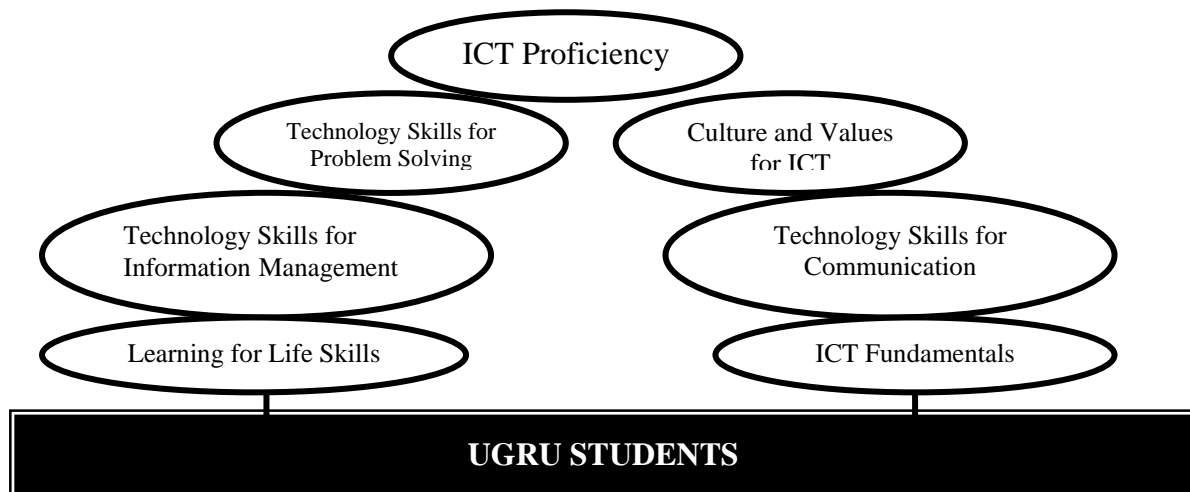 ICT Proficiency
Technology Skills for
Problem Solving
Culture and Values
for ICT
Technology Skills for
Information Management
Technology Skills for
Communication
Learning for Life Skills
ICT Fundamentals
UGRU STUDENTS